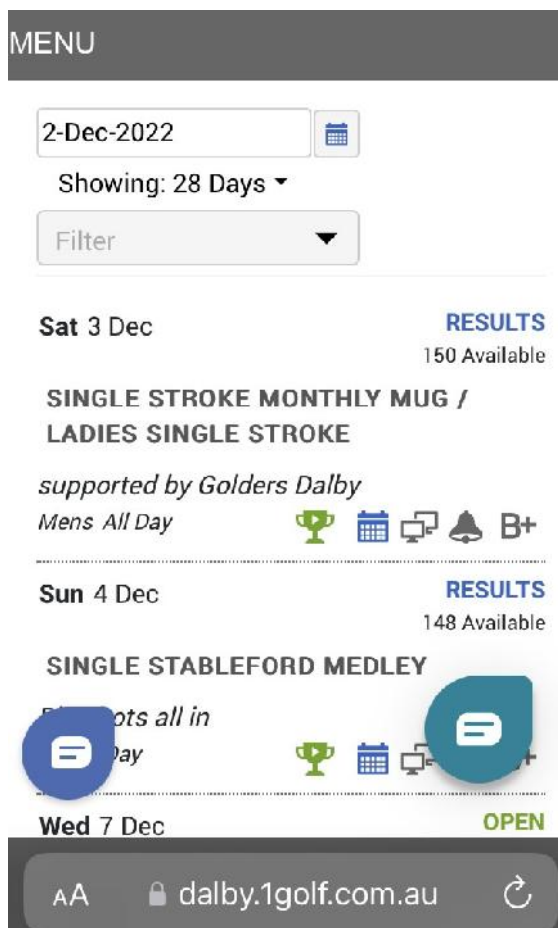 MENU
2-Dec-2022
Showing: 28 Days
Filter
Sat 3 Dec
RESULTS
150 Available
SINGLE STROKE MONTHLY MUG /
LADIES SINGLE STROKE
supported by Golders Dalby
Mens All Day
B+
Sun 4 Dec
RESULTS
148 Available
SINGLE STABLEFORD MEDLEY
all in
Wed 7 Dec
OPEN
AA
dalby.1golf.com.au